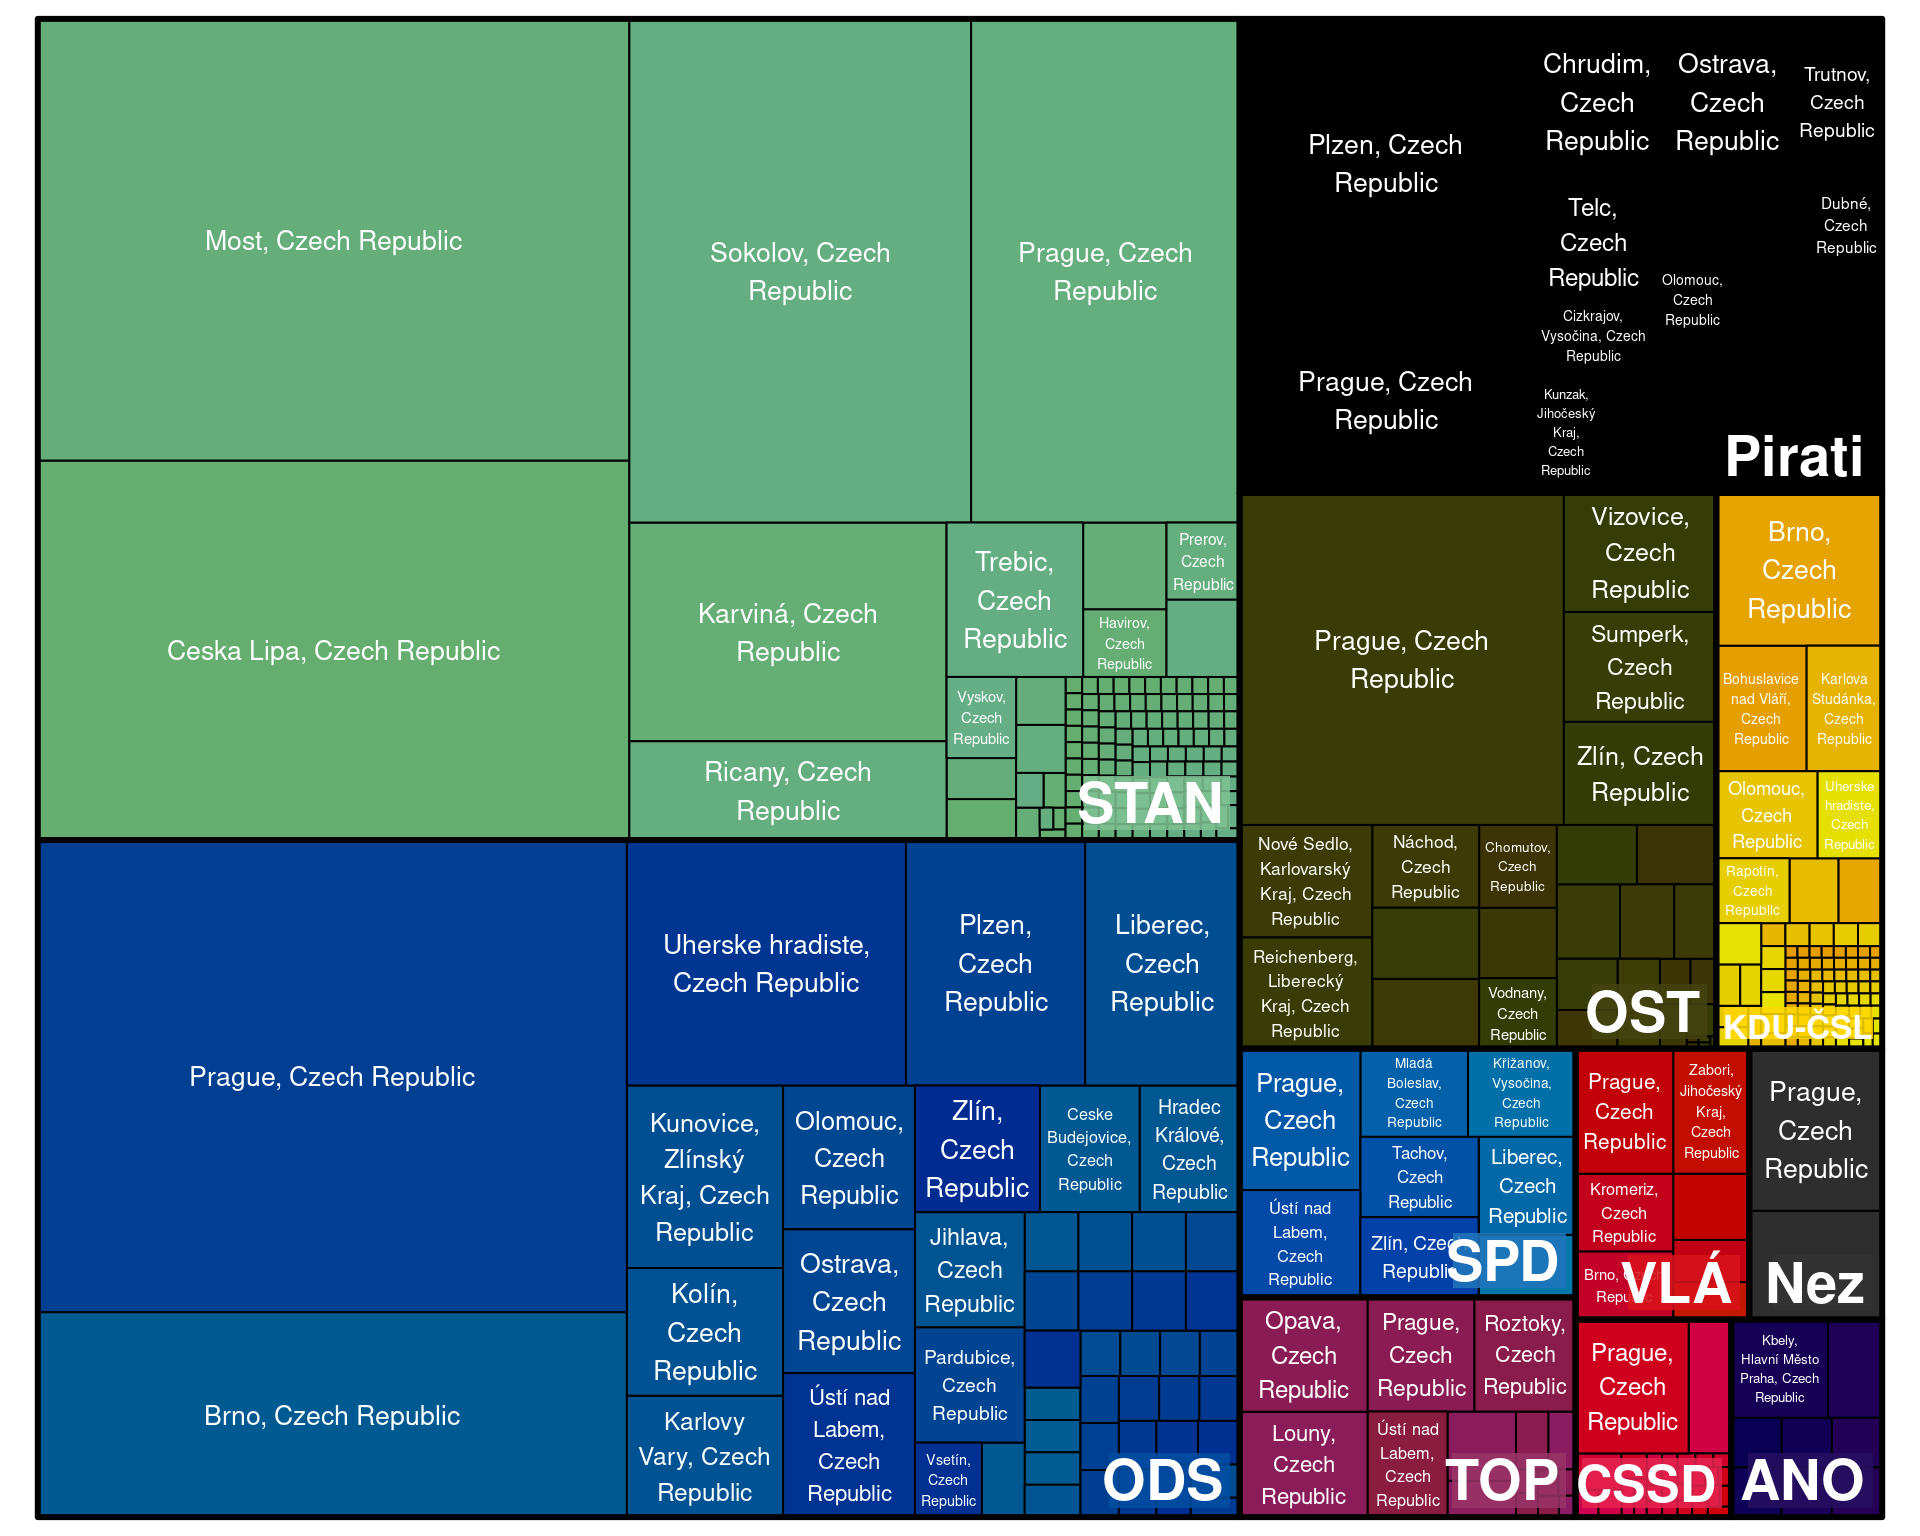 Most, Czech Republic
Ceska Lipa, Czech Republic
Sokolov, Czech
Republic
Prague, Czech
Republic
Karviná, Czech
Republic
Ricany, Czech
Republic
Trebic,
Czech
Republic
Prerov,
Czech
Republic
Havirov,
Czech
Republic
Vyskov,
Czech
Republic
STAN
Prague, Czech Republic
Brno, Czech Republic
Uherske hradiste,
Czech Republic
Plzen,
Czech
Republic
Liberec,
Czech
Republic
Kunovice,
Zlínský
Kraj, Czech
Republic
Kolín,
Czech
Republic
Karlovy
Vary, Czech
Republic
Olomouc,
Czech
Republic
Ostrava,
Czech
Republic
Ústí nad
Labem,
Czech
Republic
Zlín,
Czech
Republic
Ceske
Budejovice,
Czech
Republic
Hradec
Králové,
Czech
Republic
Jihlava,
Czech
Republic
Pardubice,
Czech
Republic
Vsetín,
Czech
Republic
ODS
Plzen, Czech
Republic
Prague, Czech
Republic
Chrudim,
Czech
Republic
Ostrava,
Czech
Republic
Trutnov,
Czech
Republic
Telc,
Czech
Republic
Dubné,
Czech
Republic
Olomouc,
Czech
Republic
Cizkrajov,
Vysočina, Czech
Republic
Kunzak,
Jihočeský
Kraj,
Czech
Republic
Pirati
Prague, Czech
Republic
Vizovice,
Czech
Republic
Sumperk,
Czech
Republic
Zlín, Czech
Republic
Nové Sedlo,
Karlovarský
Kraj, Czech
Republic
Reichenberg,
Liberecký
Kraj, Czech
Republic
Náchod,
Czech
Republic
Chomutov,
Czech
Republic
Vodnany,
Czech
Republic
OST
Brno,
Czech
Republic
Bohuslavice
nad Vláří,
Czech
Republic
Karlova
Studánka,
Czech
Republic
Olomouc,
Czech
Republic
Uherske
hradiste,
Czech
Republic
Rapotín,
Czech
Republic
KDU-ČSL
Prague,
Czech
Republic
Ústí nad
Labem,
Czech
Republic
Mladá
Boleslav,
Czech
Republic
Křižanov,
Vysočina,
Czech
Republic
Tachov,
Czech
Republic
Liberec,
Czech
Republic
Zlín, Czech
Republic
SPD
Prague,
Czech
Republic
Zabori,
Jihočeský
Kraj,
Czech
Republic
Kromeriz,
Czech
Republic
Brno, Czech
Republic
VLÁ
Prague,
Czech
Republic
Nez
Opava,
Czech
Republic
Prague,
Czech
Republic
Roztoky,
Czech
Republic
Louny,
Czech
Republic
Ústí nad
Labem,
Czech
Republic
TOP
Prague,
Czech
Republic
CSSD
Kbely,
Hlavní Město
Praha, Czech
Republic
ANO